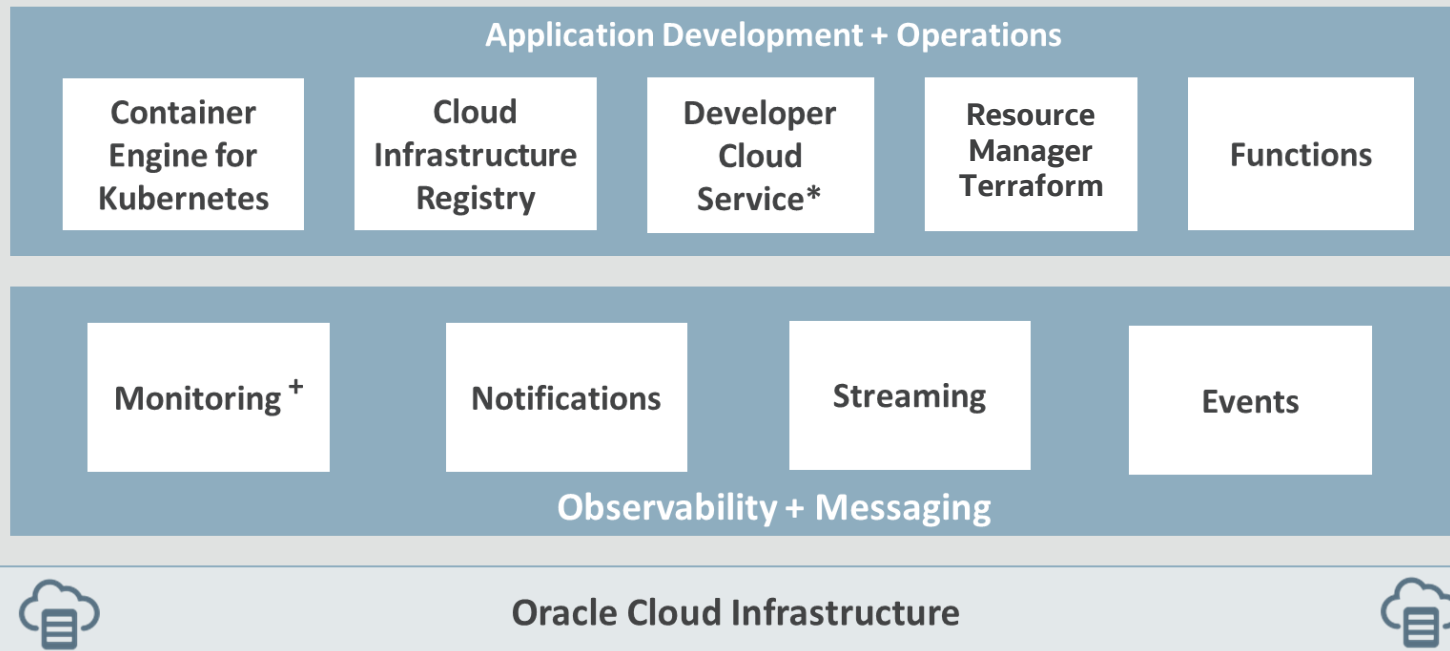 Application Development + Operations
Container
Engine for
Kubernetes
Cloud
Infrastructure
Registry
Developer
Cloud
Service*
Resource
Manager
Terraform
Functions
Monitoring +
Notifications
Streaming
Events
Observability + Messaging
Oracle Cloud Infrastructure